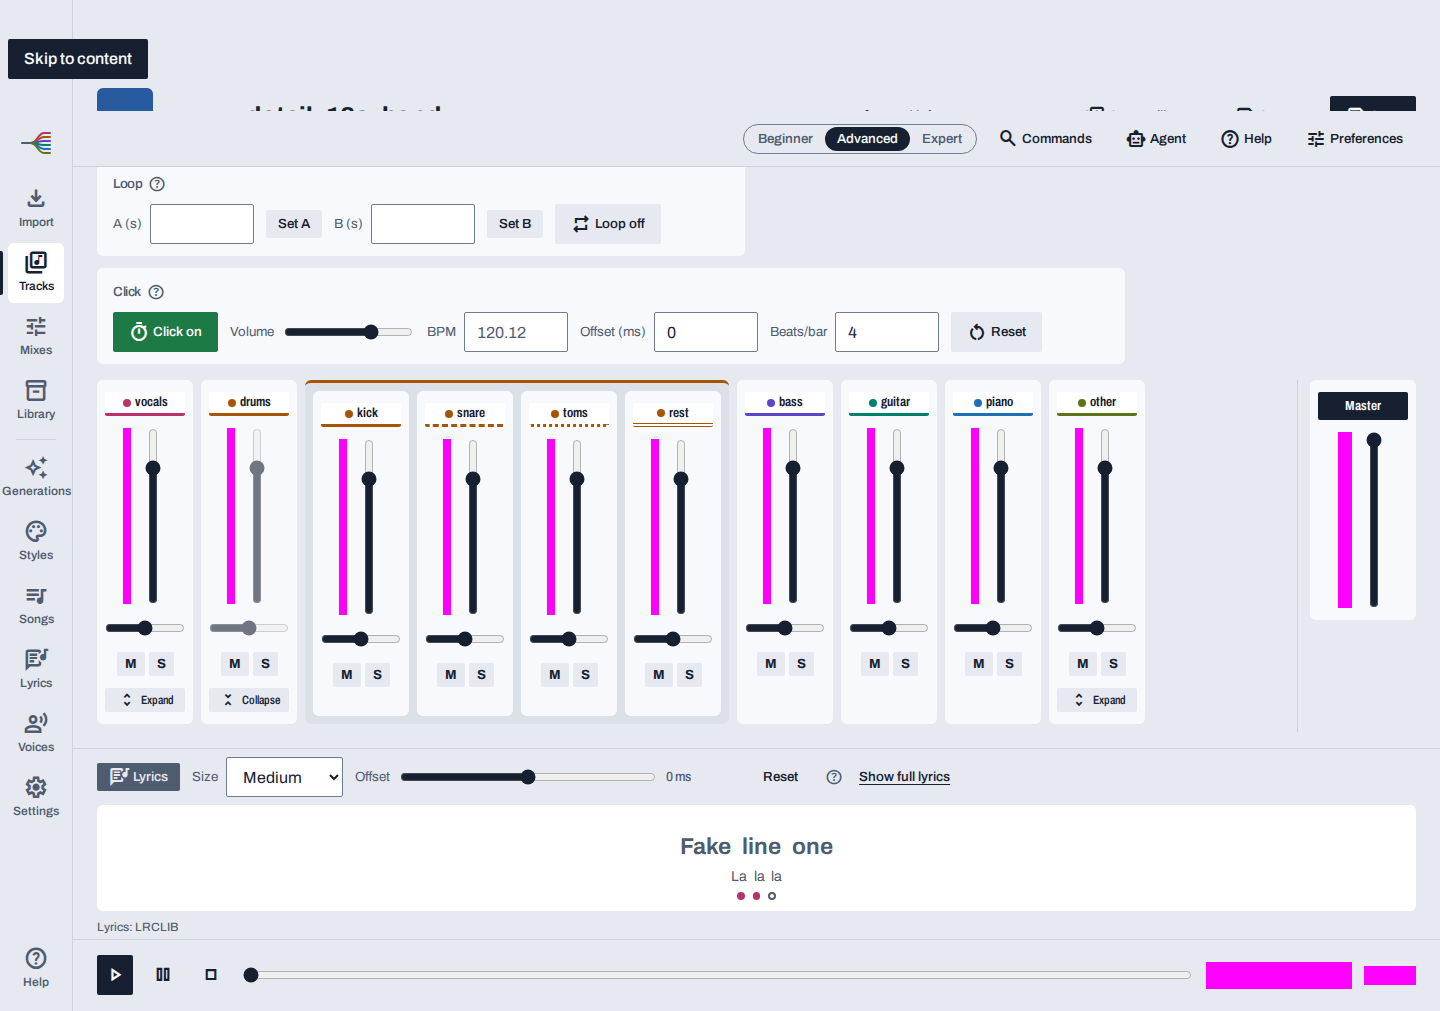 Skip to content
Beginner Advanced Expert Commands Agent Help Preferences
Import
Tracks
Mixes
Library
Generations
Styles
Songs
Lyrics
Voices
Settings
Help
Loop
A (s) Set A B (s) Set B Loop off
Click
Click on Volume BPM 120.12 Offset (ms) 0 Beats/bar 4 Reset
vocals drums kick snare toms rest bass guitar piano other Master
M S M S M S M S M S M S M S M S M S M S
Expand Collapse Expand
Lyrics Size Medium Offset 0 ms Reset Show full lyrics
Fake line one
La la la
Lyrics: LRCLIB